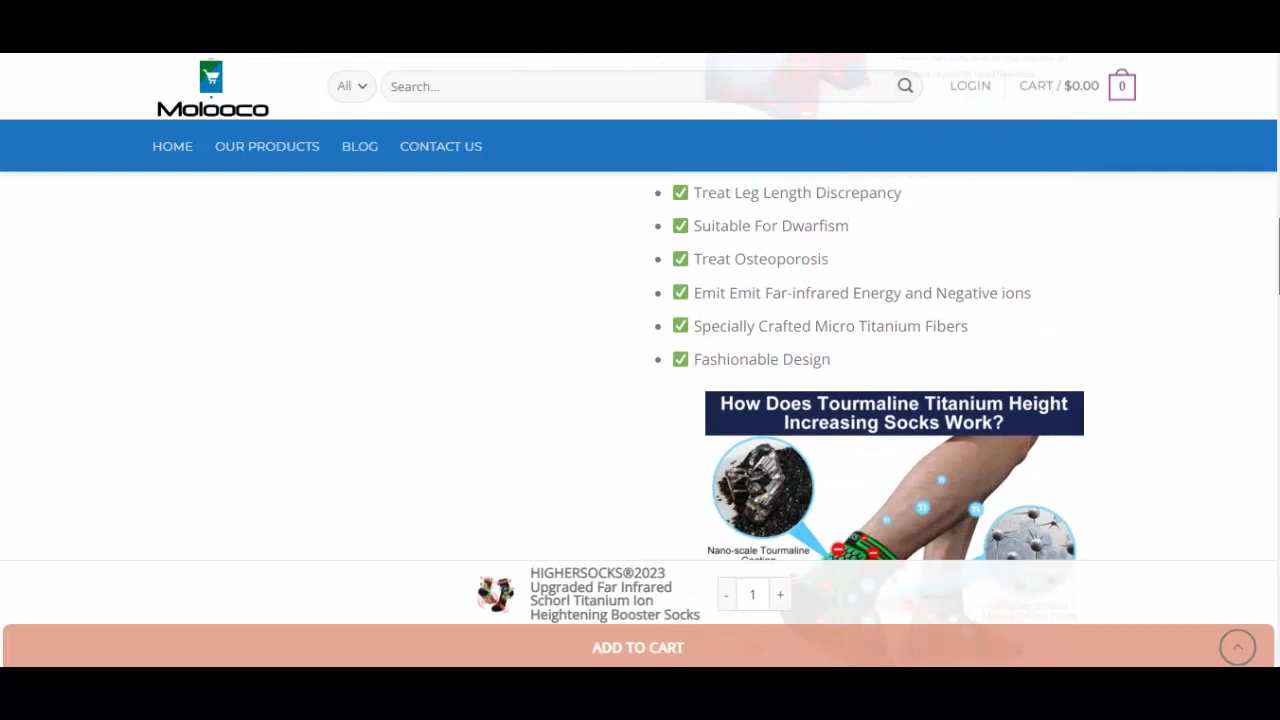 Molooco
All
Search...
LOGIN
CART / $0.00
0
HOME
OUR PRODUCTS
BLOG
CONTACT US
Treat Leg Length Discrepancy
Suitable For Dwarfism
Treat Osteoporosis
Emit Emit Far-infrared Energy and Negative ions
Specially Crafted Micro Titanium Fibers
Fashionable Design
How Does Tourmaline Titanium Height
Increasing Socks Work?
Nano-scale Tourmaline
HIGHERSOCKS®2023
Upgraded Far Infrared
Schorl Titanium Ion
Heightening Booster Socks
- 1 +
ADD TO CART